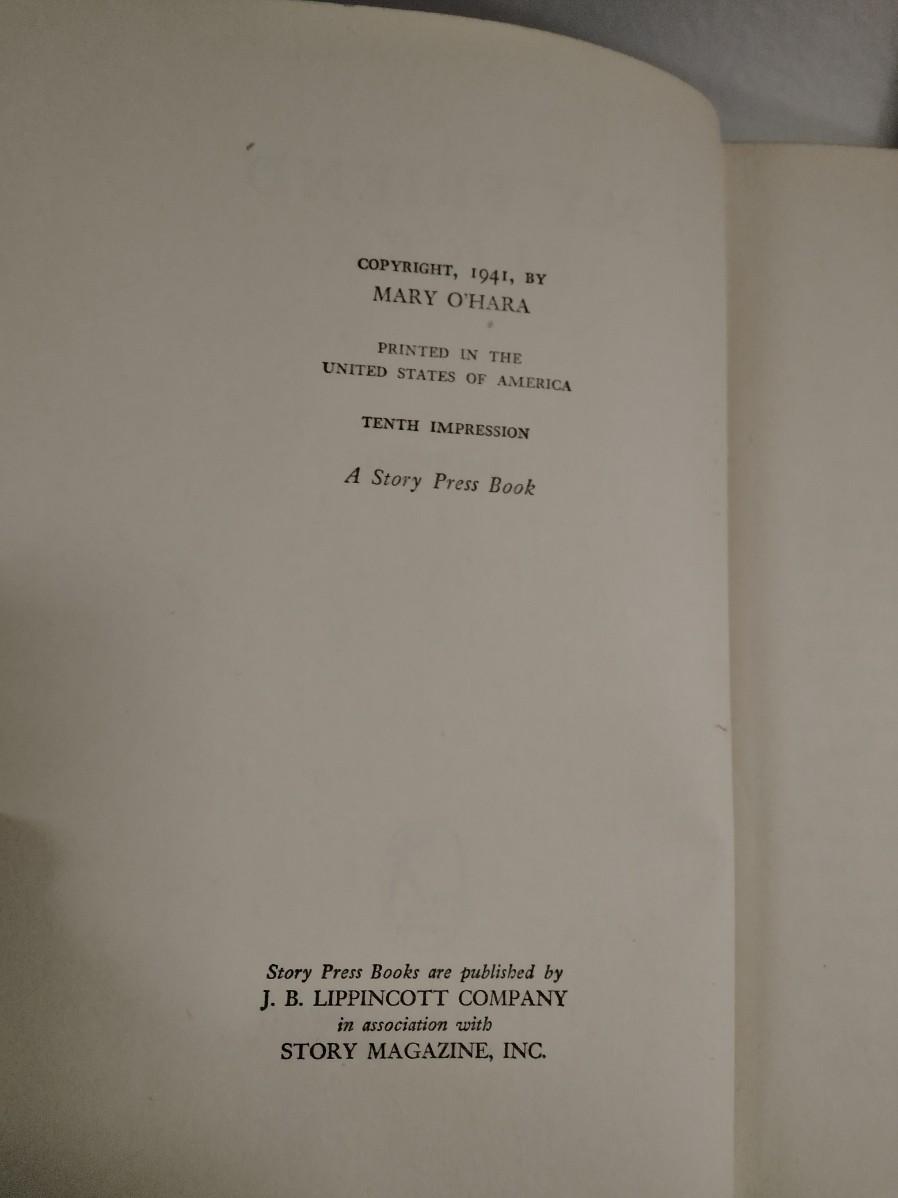 COPYRIGHT, 1941, BY
MARY O'HARA
PRINTED IN THE
UNITED STATES OF AMERICA
TENTH IMPRESSION
A Story Press Book
Story Press Books are published by
J. B. LIPPINCOTT COMPANY
in association with
STORY MAGAZINE, INC.